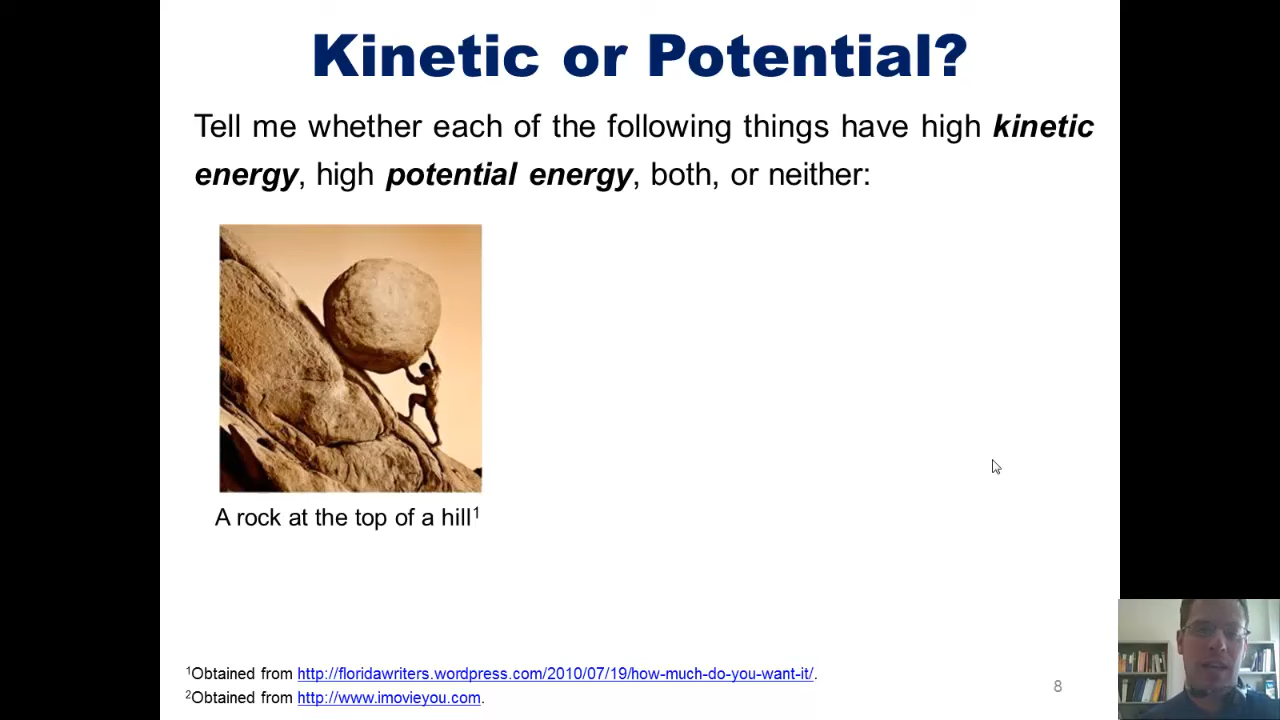 Kinetic or Potential?
Tell me whether each of the following things have high kinetic
energy, high potential energy, both, or neither:
A rock at the top of a hill¹
¹Obtained from http://floridawriters.wordpress.com/2010/07/19/how-much-do-you-want-it/.
²Obtained from http://www.imovieyou.com.
8